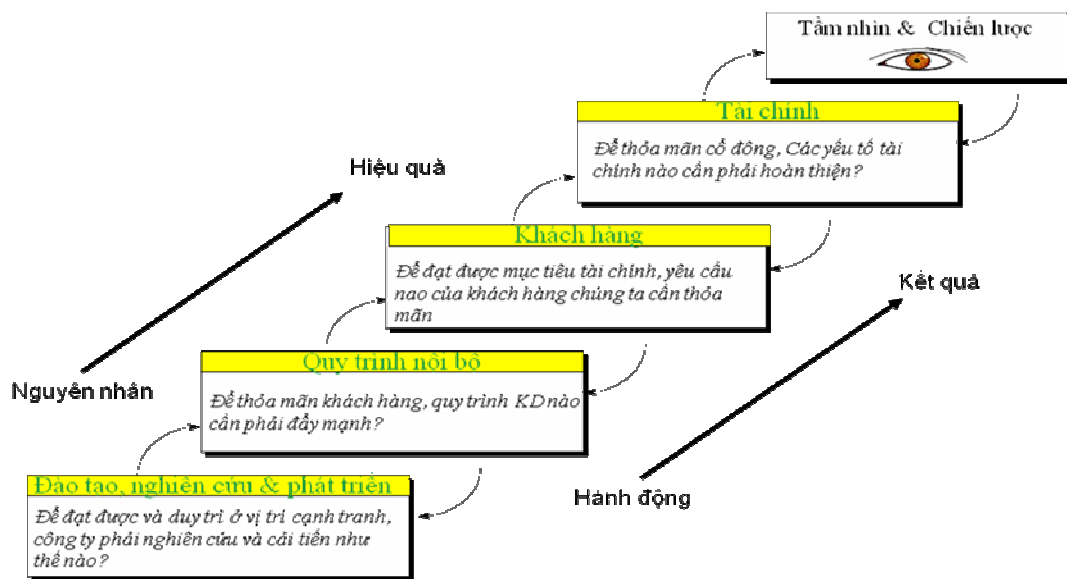 Tầm nhìn & Chiến lược
Tài chính
Để thỏa mãn cổ đông, Các yếu tố tài
chính nào cần phải hoàn thiện?
Hiệu quả
Khách hàng
Để đạt được mục tiêu tài chính, yêu cầu
nao của khách hàng chúng ta cần thỏa
mãn
Kết quả
Quy trình nôi bô
Để thỏa mãn khách hàng, quy trình KD nào
cần phải đẩy mạnh?
Nguyên nhân
Đào tao, nghiên cứu & phát triển
Để đạt được và duy trì ở vị trí cạnh tranh,
công ty phải nghiên cứu và cải tiến như
thế nào?
Hành động